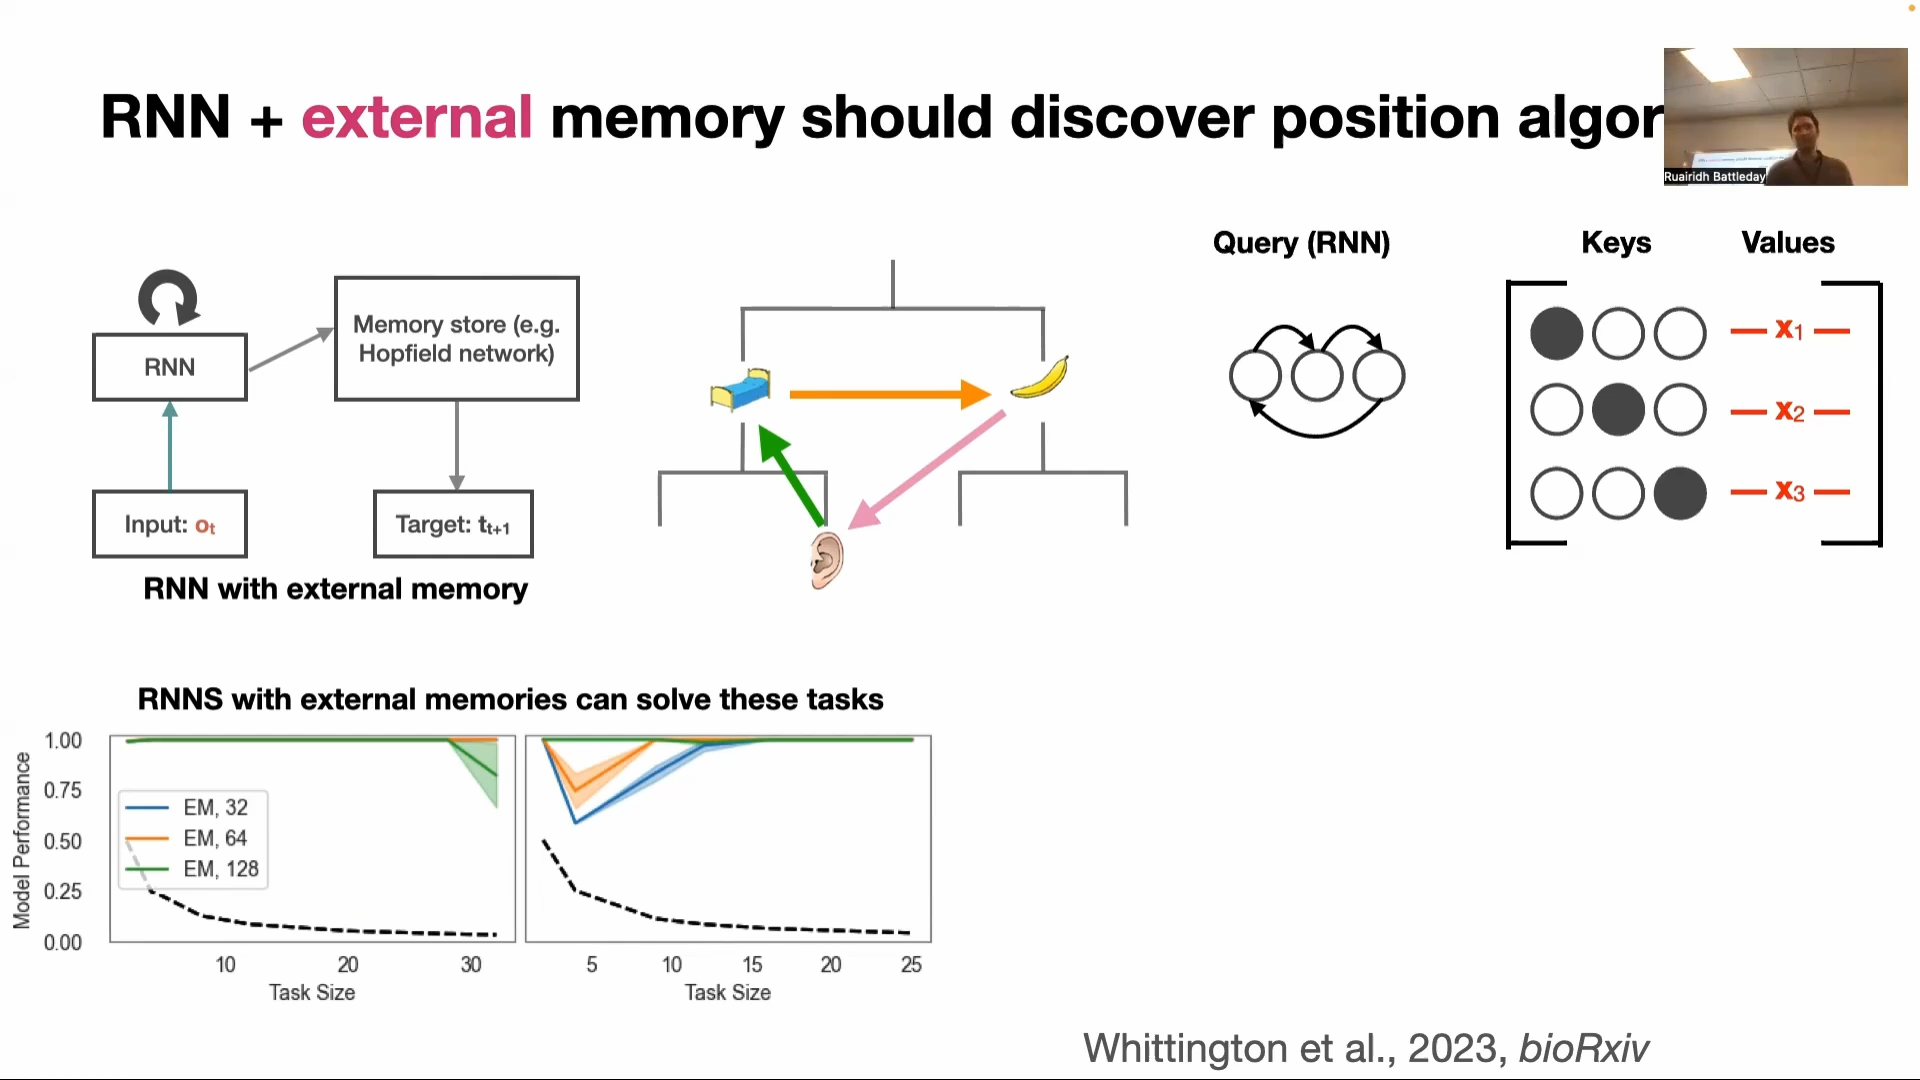 RNN + external memory should discover position algor
Ruairidh Battleday
Query (RNN)
Keys
Values
RNN
Memory store (e.g.
Hopfield network)
Input: ot
Target: tt+1
RNN with external memory
x1
x2
x3
RNNS with external memories can solve these tasks
Model Performance
1.00
0.75
0.50
0.25
0.00
EM, 32
EM, 64
EM, 128
10
20
30
Task Size
5
10
15
20
25
Task Size
Whittington et al., 2023, bioRxiv